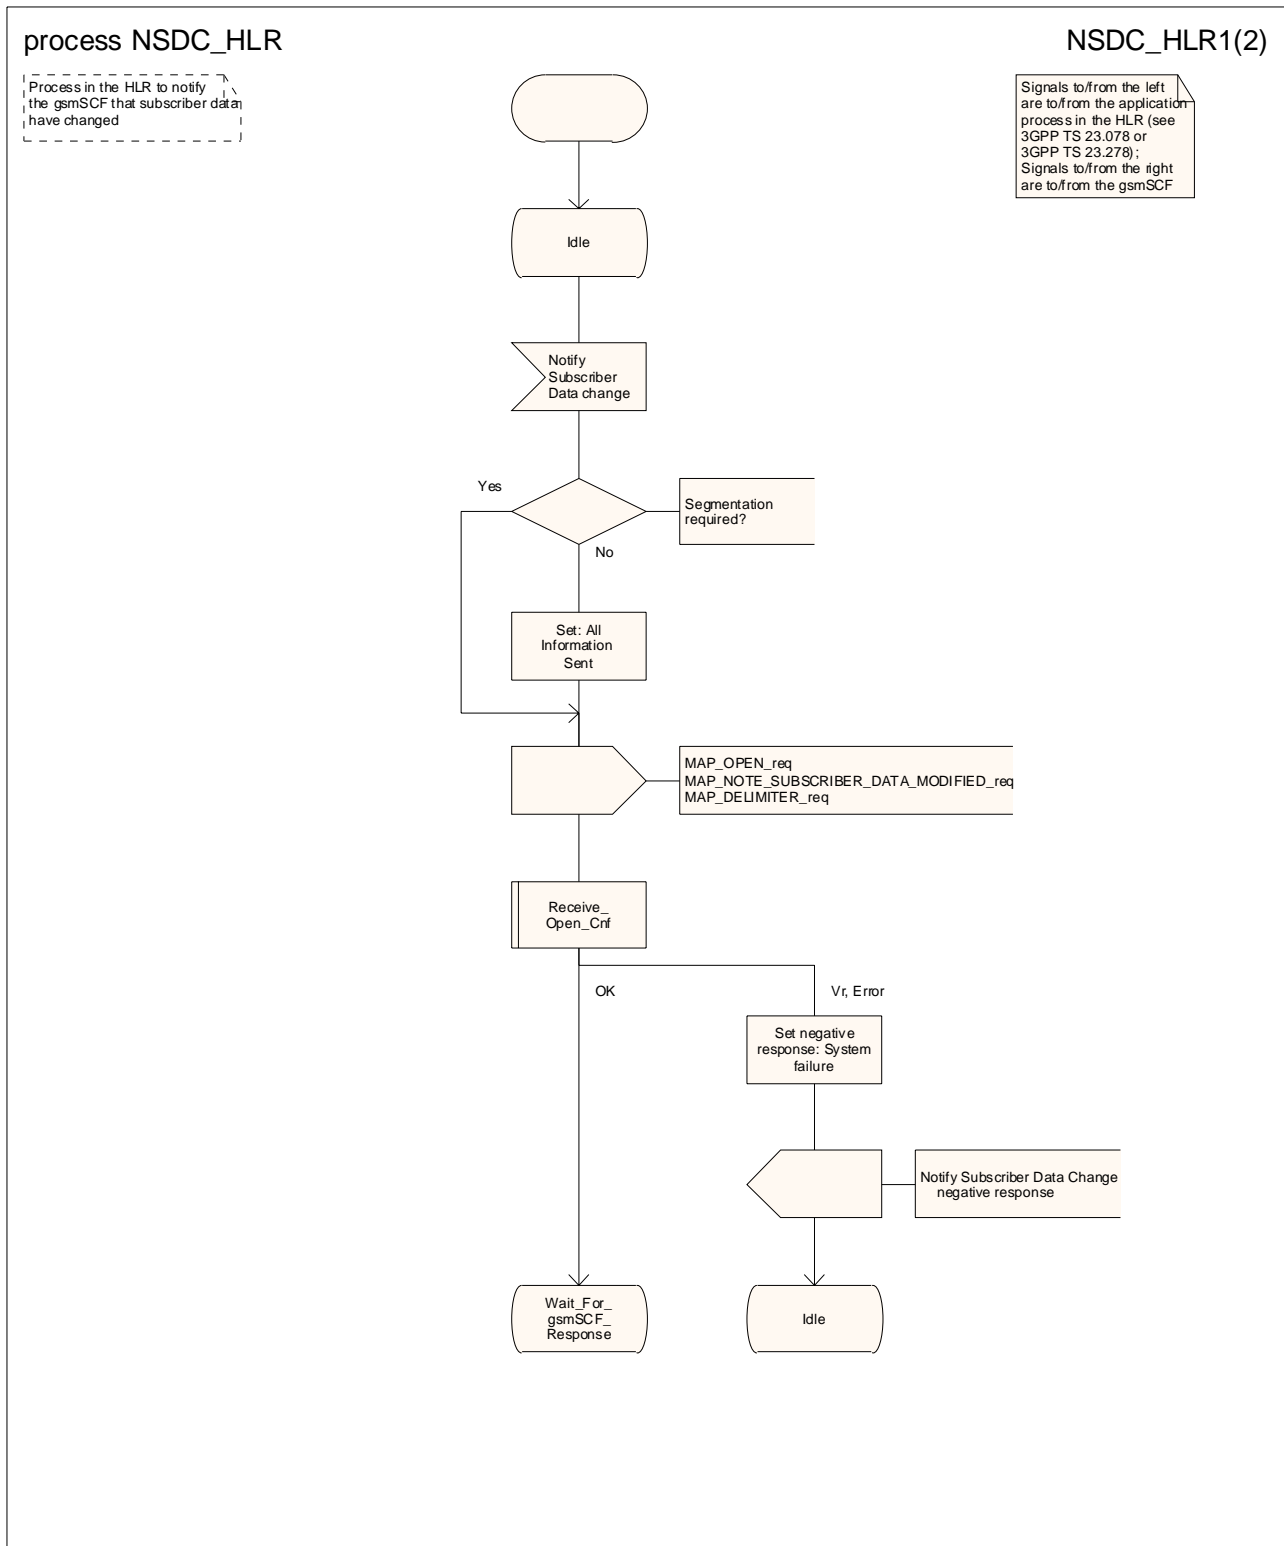 process NSDC_HLR
NSDC_HLR1(2)
Process in the HLR to notify
the gsmSCF that subscriber data
have changed
Signals to/from the left
are to/from the application
process in the HLR (see
3GPP TS 23.078 or
3GPP TS 23.278);
Signals to/from the right
are to/from the gsmSCF
Idle
Notify
Subscriber
Data change
Yes
Segmentation
required?
No
Set: All
Information
Sent
MAP_OPEN_req
MAP_NOTE_SUBSCRIBER_DATA_MODIFIED_req
MAP_DELIMITER_req
Receive_
Open_Cnf
OK
Vr, Error
Set negative
response: System
failure
Notify Subscriber Data Change
negative response
Wait_For_
gsmSCF_
Response
Idle